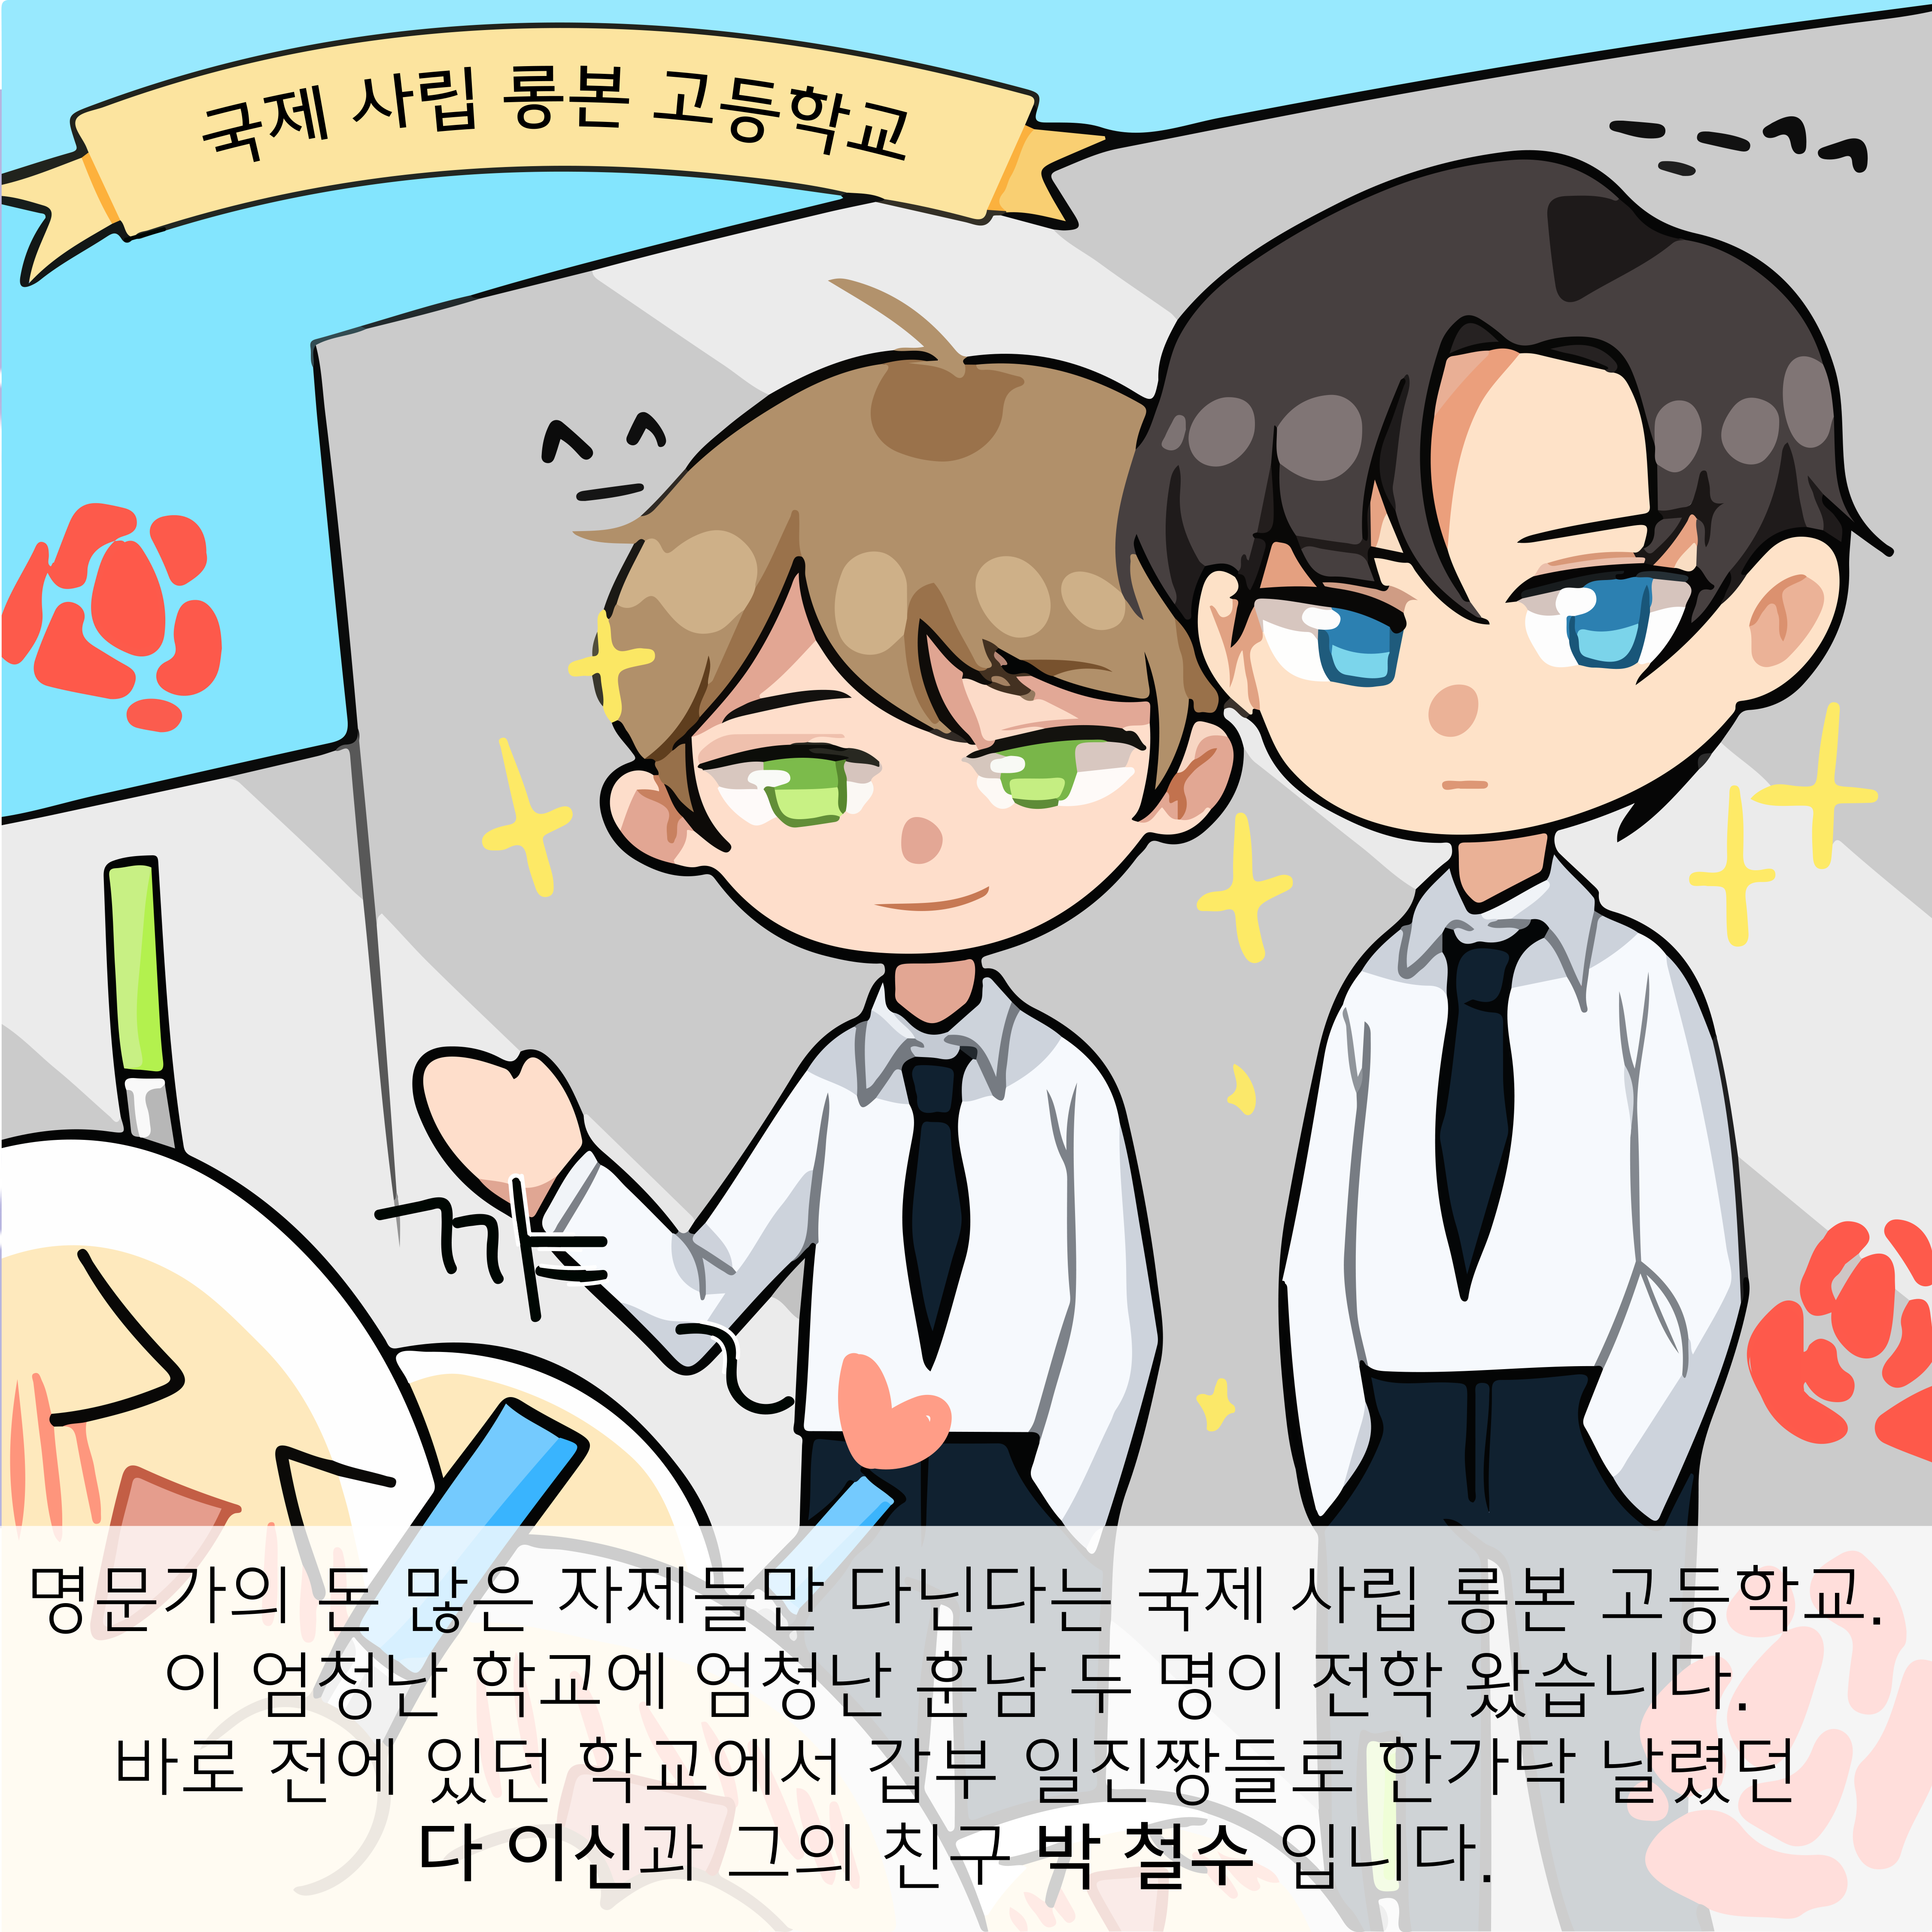 국제 사립 롱본 고등학교
꺄
~
명문가의 돈 많은 자제들만 다닌다는 국제 사립 롱본 고등학교.
이 엄청난 학교에 엄청난 훈남 두 명이 전학 왔습니다.
바로 전에 있던 학교에서 갑부 일진짱들로 한가닥 날렸던
다 이신과 그의 친구 박 철수 입니다.